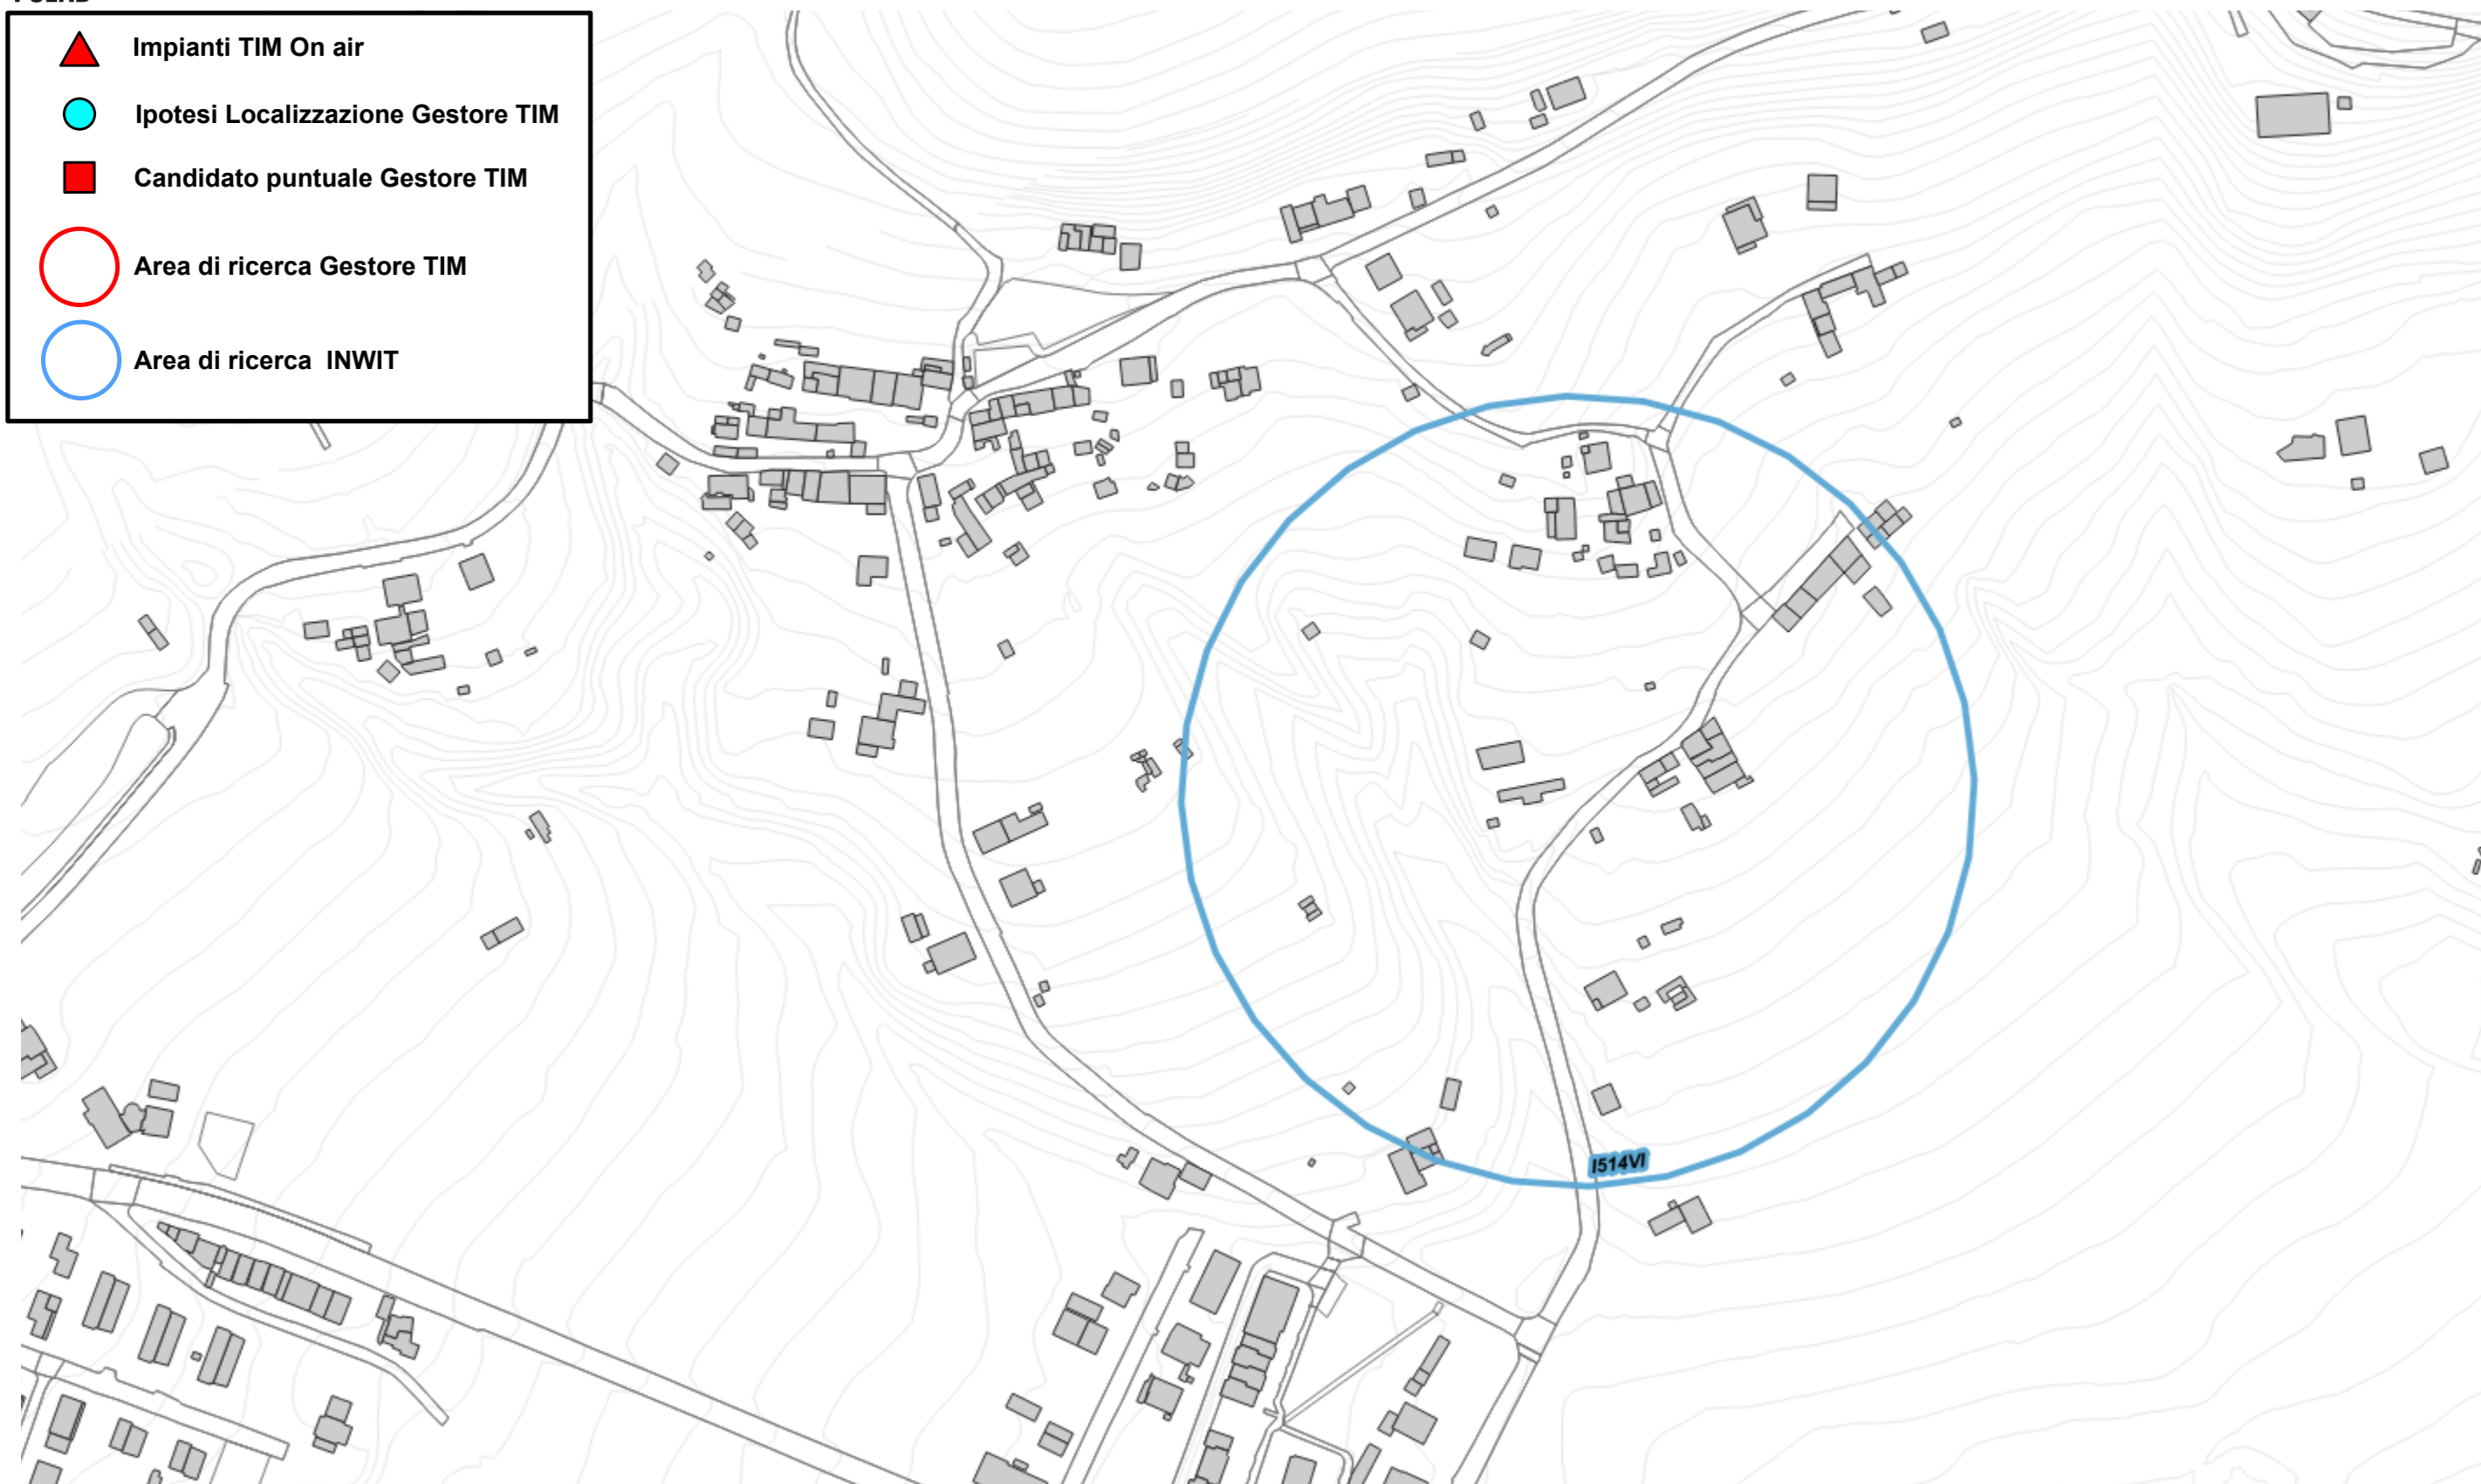 Impianti TIM On air
Ipotesi Localizzazione Gestore TIM
Candidato puntuale Gestore TIM
Area di ricerca Gestore TIM
Area di ricerca INWIT
I514VI